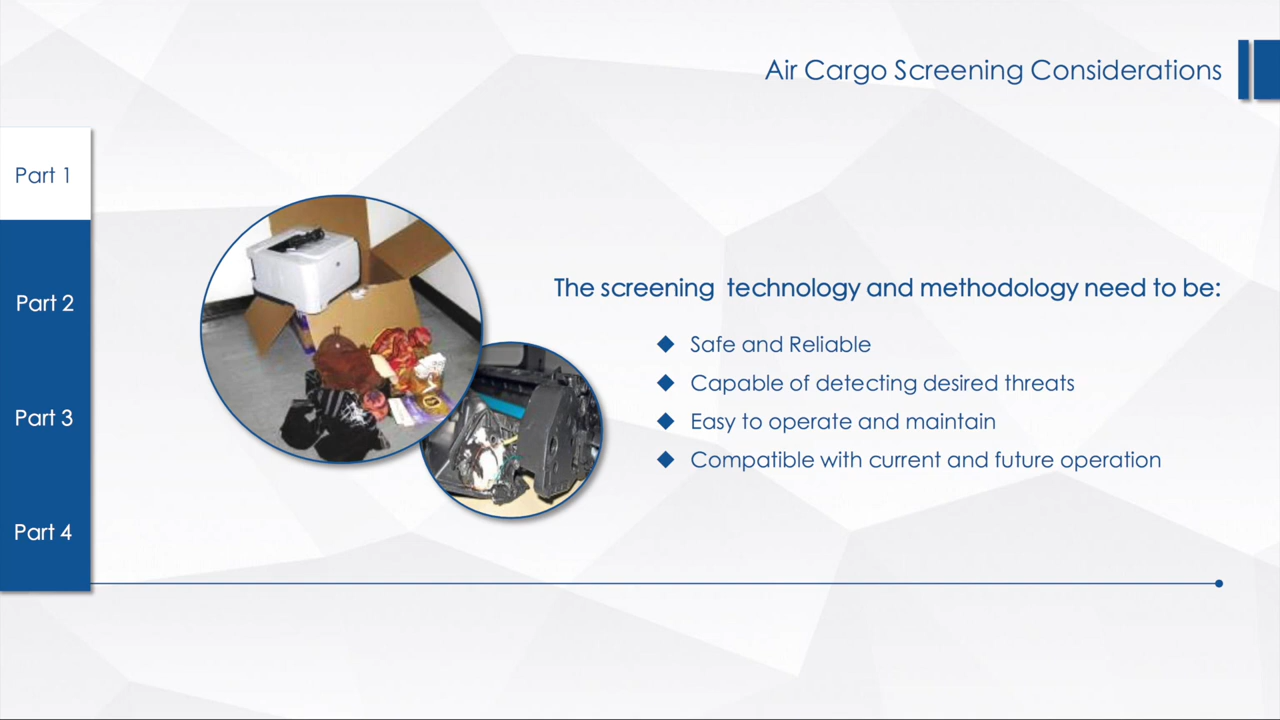 Air Cargo Screening Considerations
Part 1
Part 2
Part 3
Part 4
The screening technology and methodology need to be:
Safe and Reliable
Capable of detecting desired threats
Easy to operate and maintain
Compatible with current and future operation